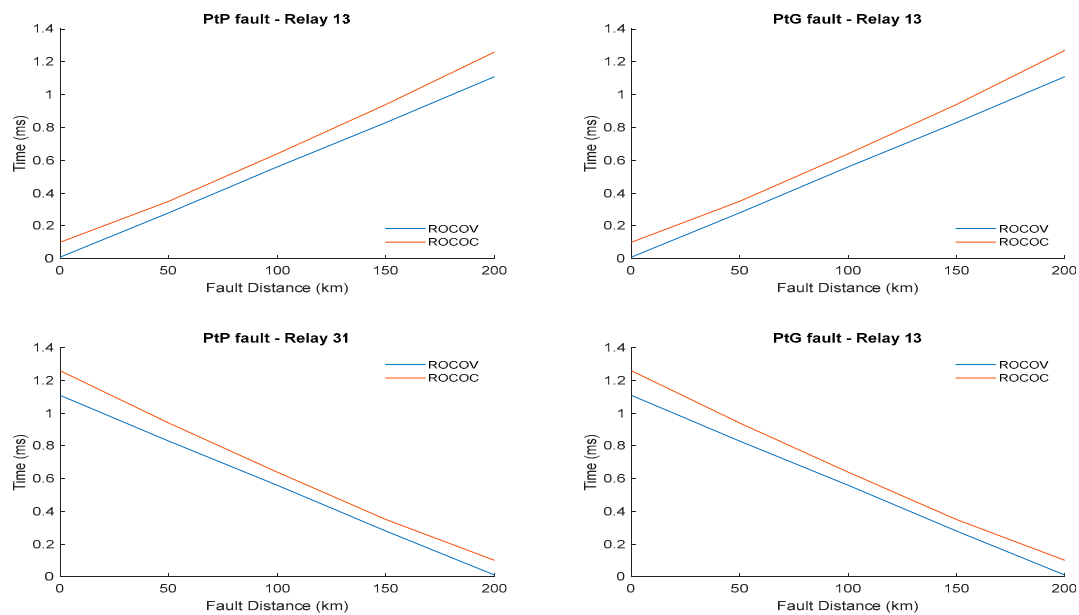 PtP fault - Relay 13
1.4
1.2
1
0.8
0.6
0.4
0.2
0
Time (ms)
ROCOV
ROCOC
0 50 100 150 200
Fault Distance (km)
PtG fault - Relay 13
1.4
1.2
1
0.8
0.6
0.4
0.2
0
Time (ms)
ROCOV
ROCOC
0 50 100 150 200
Fault Distance (km)
PtP fault - Relay 31
1.4
1.2
1
0.8
0.6
0.4
0.2
0
Time (ms)
ROCOV
ROCOC
0 50 100 150 200
Fault Distance (km)
PtG fault - Relay 13
1.4
1.2
1
0.8
0.6
0.4
0.2
0
Time (ms)
ROCOV
ROCOC
0 50 100 150 200
Fault Distance (km)